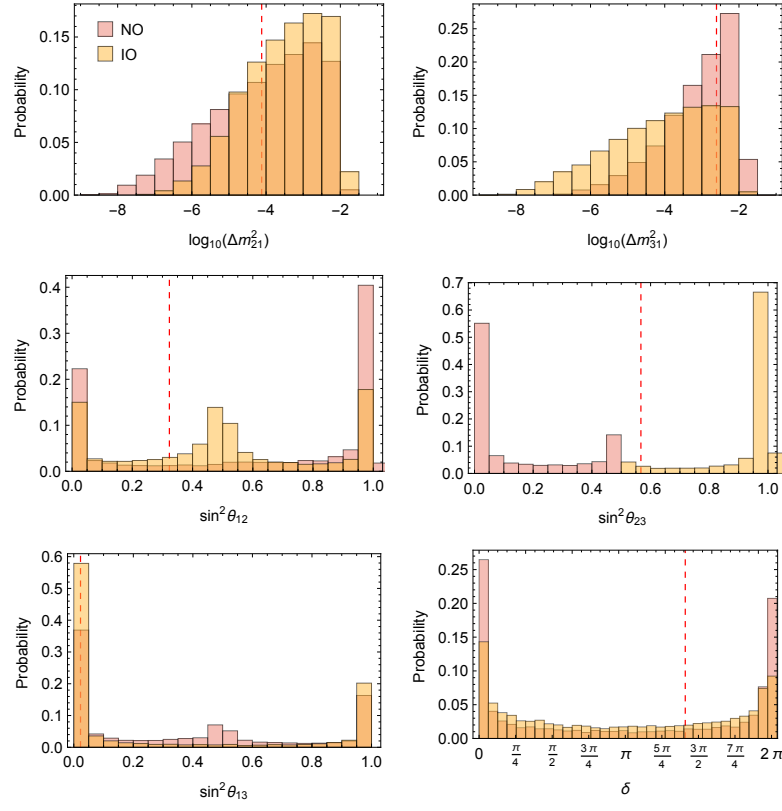 NO
IO
Probability
0.15
0.10
0.05
0.00
-8
-6
-4
-2
log₁₀(Δm²₂₁)
Probability
0.25
0.20
0.15
0.10
0.05
0.00
-8
-6
-4
-2
log₁₀(Δm²₃₁)
Probability
0.4
0.3
0.2
0.1
0.0
0.0
0.2
0.4
0.6
0.8
1.0
sin²θ₁₂
Probability
0.7
0.6
0.5
0.4
0.3
0.2
0.1
0.0
0.0
0.2
0.4
0.6
0.8
1.0
sin²θ₂₃
Probability
0.6
0.5
0.4
0.3
0.2
0.1
0.0
0.0
0.2
0.4
0.6
0.8
1.0
sin²θ₁₃
Probability
0.25
0.20
0.15
0.10
0.05
0.00
0
π/4
π/2
3π/4
π
5π/4
3π/2
7π/4
2π
δ